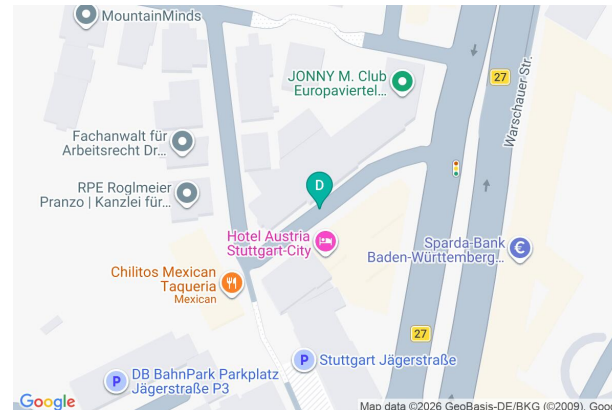 MountainMinds
27
Warschauer Str.
JONNY M. Club
Europaviertel...
Fachanwalt für
Arbeitsrecht Dr...
D
RPE Roglmeier
Pranzo | Kanzlei für...
Hotel Austria
Stuttgart-City
Sparda-Bank
Baden-Württemberg...
€
Chilitos Mexican
Taqueria
Mexican
27
P
Stuttgart Jägerstraße
P
DB BahnPark Parkplatz
Jägerstraße P3
Google
Map data ©2026 GeoBasis-DE/BKG (©2009), Goo